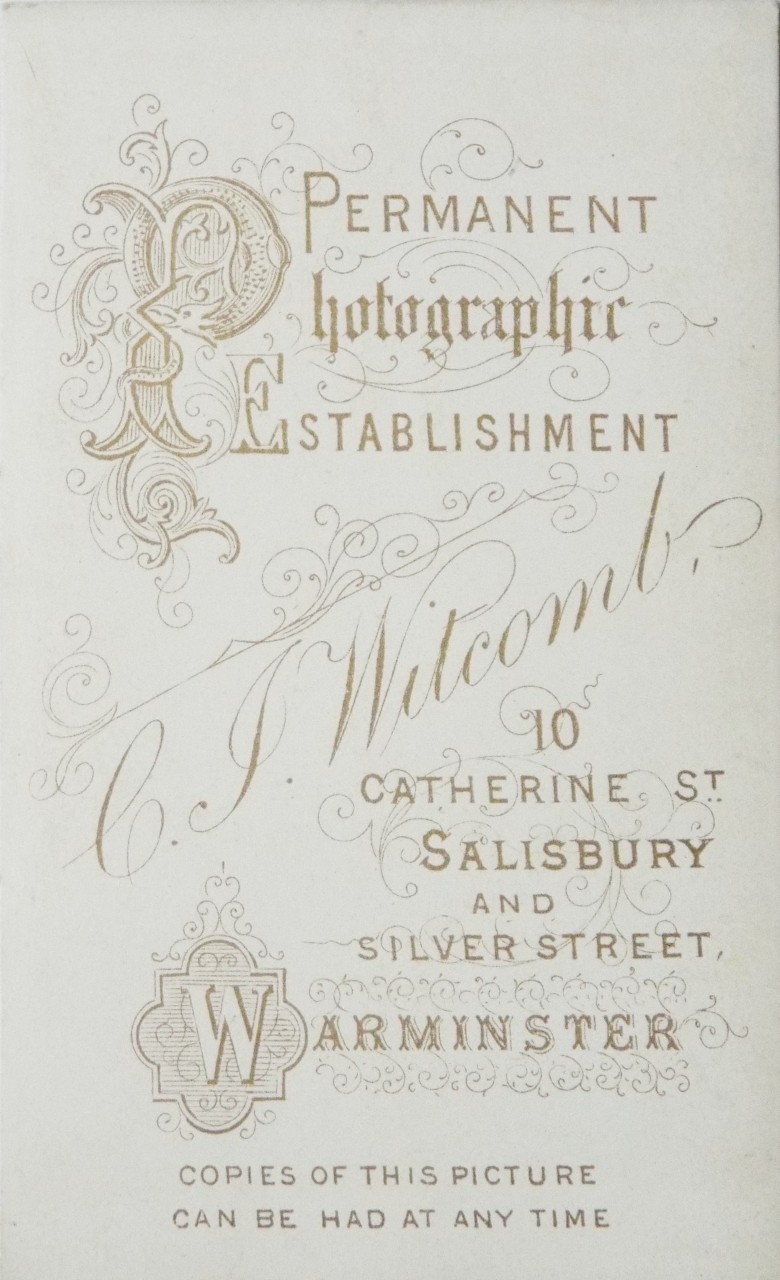 PERMANENT
Photographic
ESTABLISHMENT
C. J. Witcomb,
10
CATHERINE ST
SALISBURY
AND
SILVER STREET,
WARMINSTER
COPIES OF THIS PICTURE
CAN BE HAD AT ANY TIME